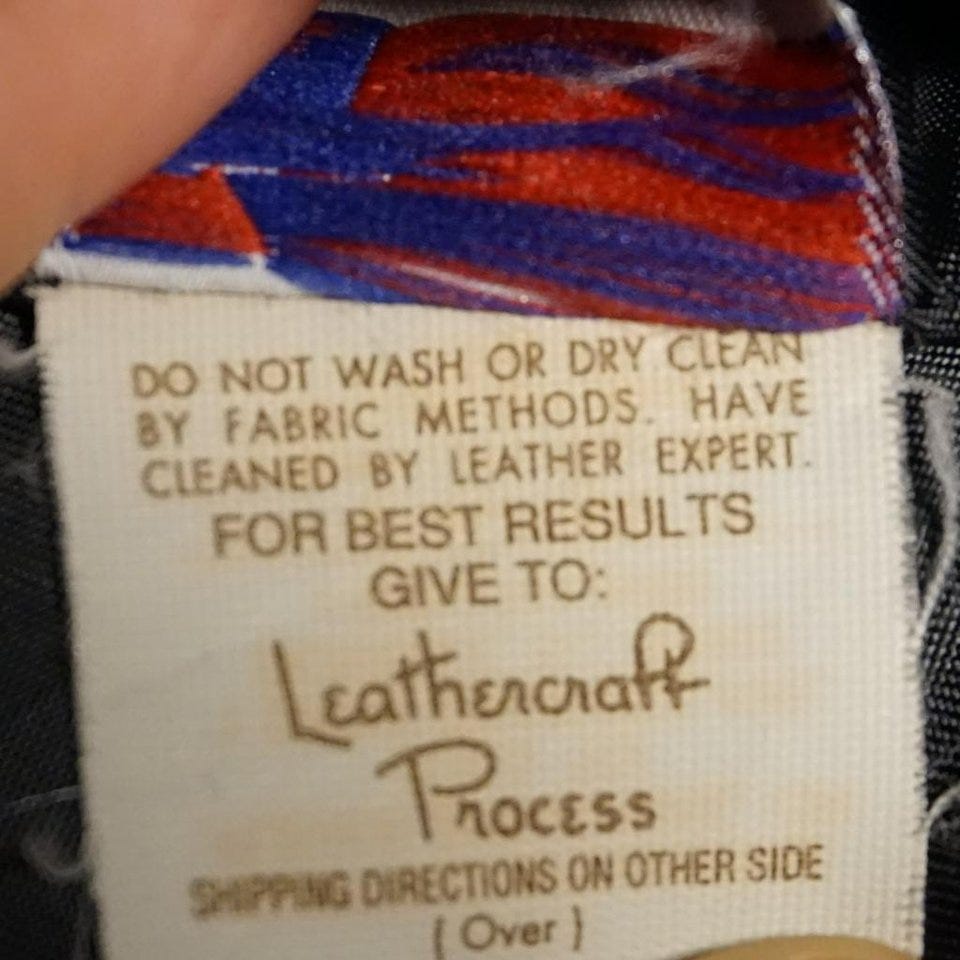 DO NOT WASH OR DRY CLEAN
BY FABRIC METHODS. HAVE
CLEANED BY LEATHER EXPERT.
FOR BEST RESULTS
GIVE TO:
Leathercraft
Process
SHIPPING DIRECTIONS ON OTHER SIDE
(Over)